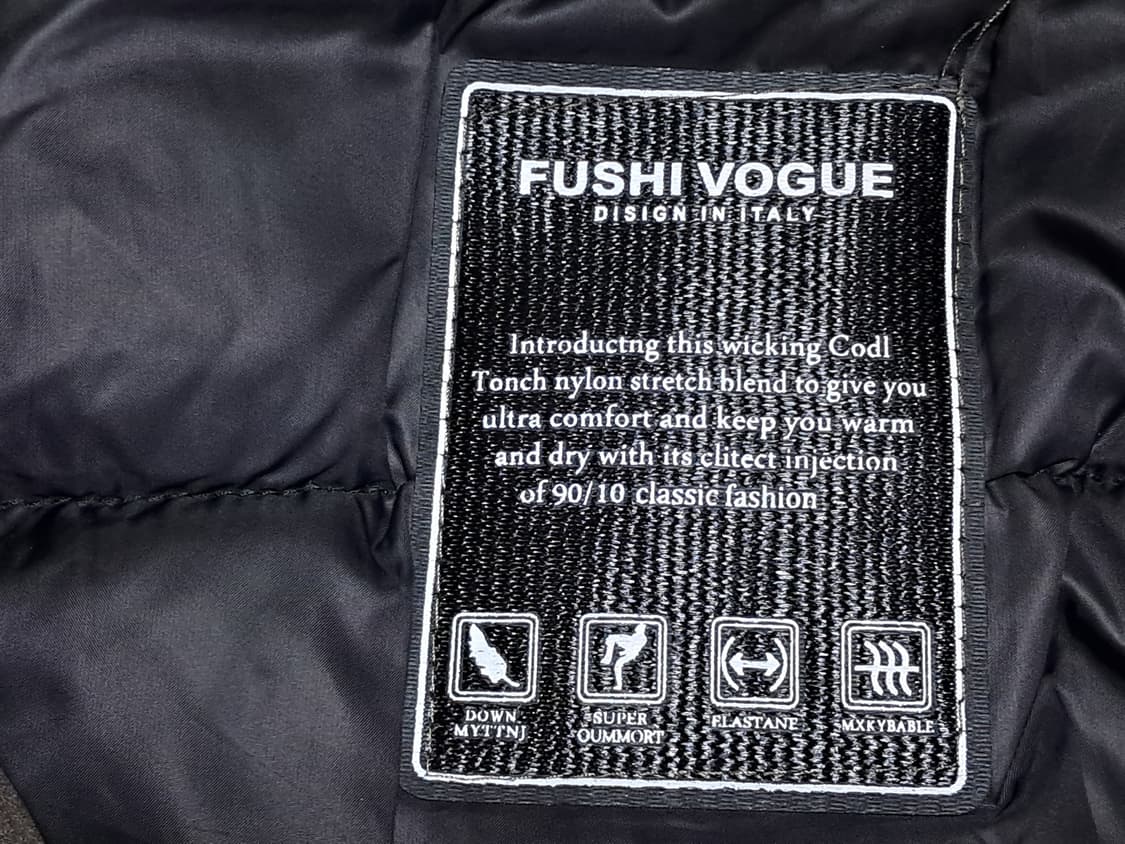 FUSHI VOGUE
DISIGN IN ITALY
Introductng this wicking Codl
Tonch nylon stretch blend to give you
ultra comfort and keep you warm
and dry with its clitect injection
of 90/10 classic fashion
DOWN
MYTTNJ
SUPER
OUMMORT
ELASTANE
MXKYBABLE